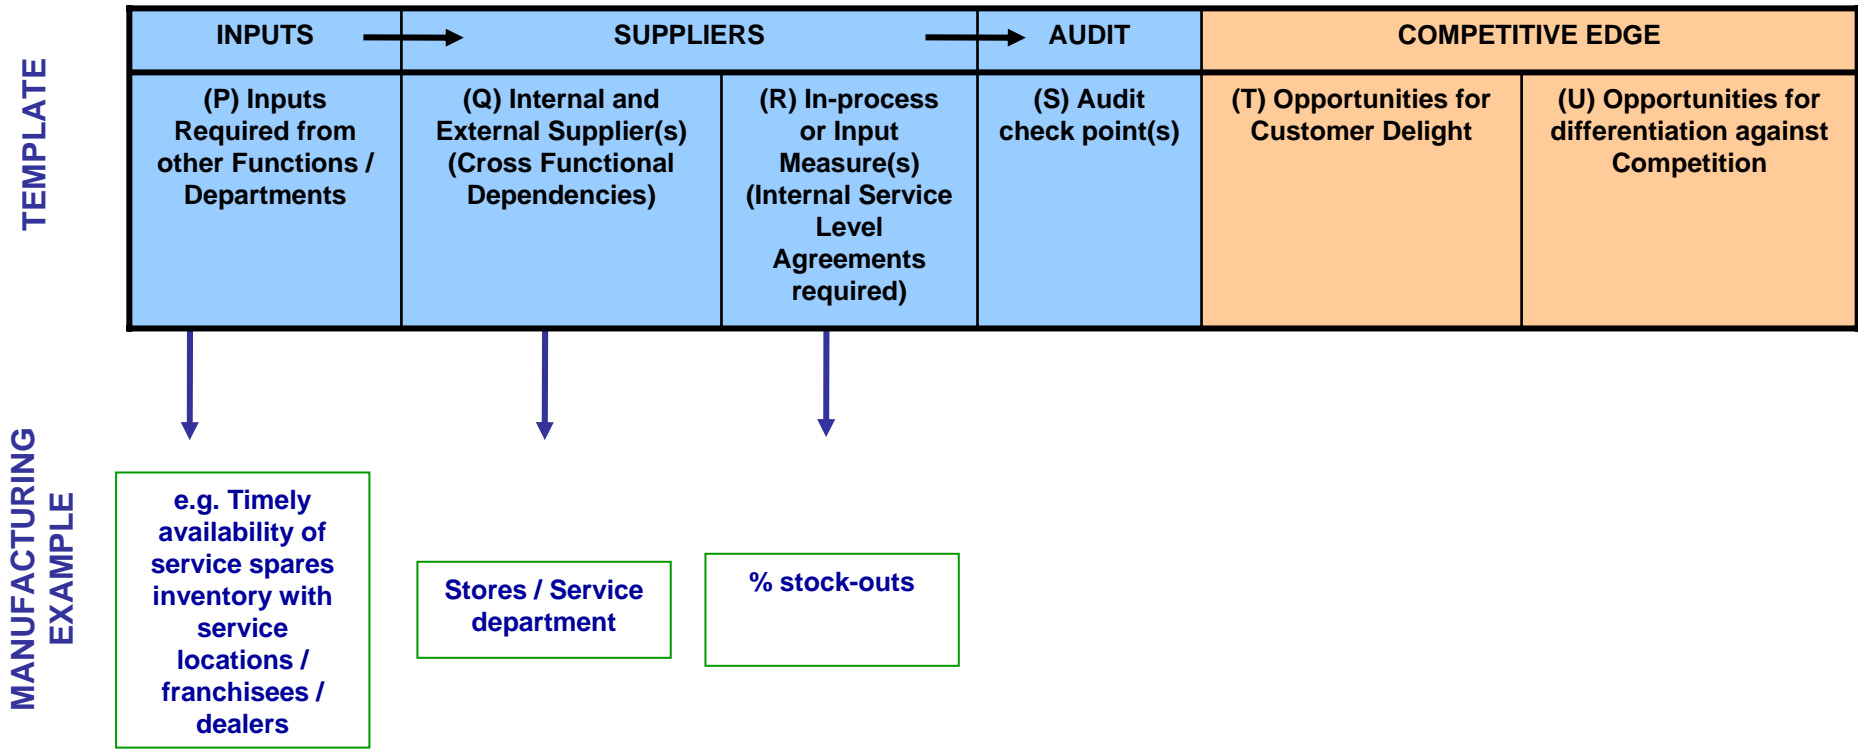 TEMPLATE
INPUTS
SUPPLIERS
AUDIT
COMPETITIVE EDGE
(P) Inputs
Required from
other Functions /
Departments
(Q) Internal and
External Supplier(s)
(Cross Functional
Dependencies)
(R) In-process
or Input
Measure(s)
(Internal Service
Level
Agreements
required)
(S) Audit
check point(s)
(T) Opportunities for
Customer Delight
(U) Opportunities for
differentiation against
Competition
MANUFACTURING
EXAMPLE
e.g. Timely
availability of
service spares
inventory with
service
locations /
franchisees /
dealers
Stores / Service
department
% stock-outs